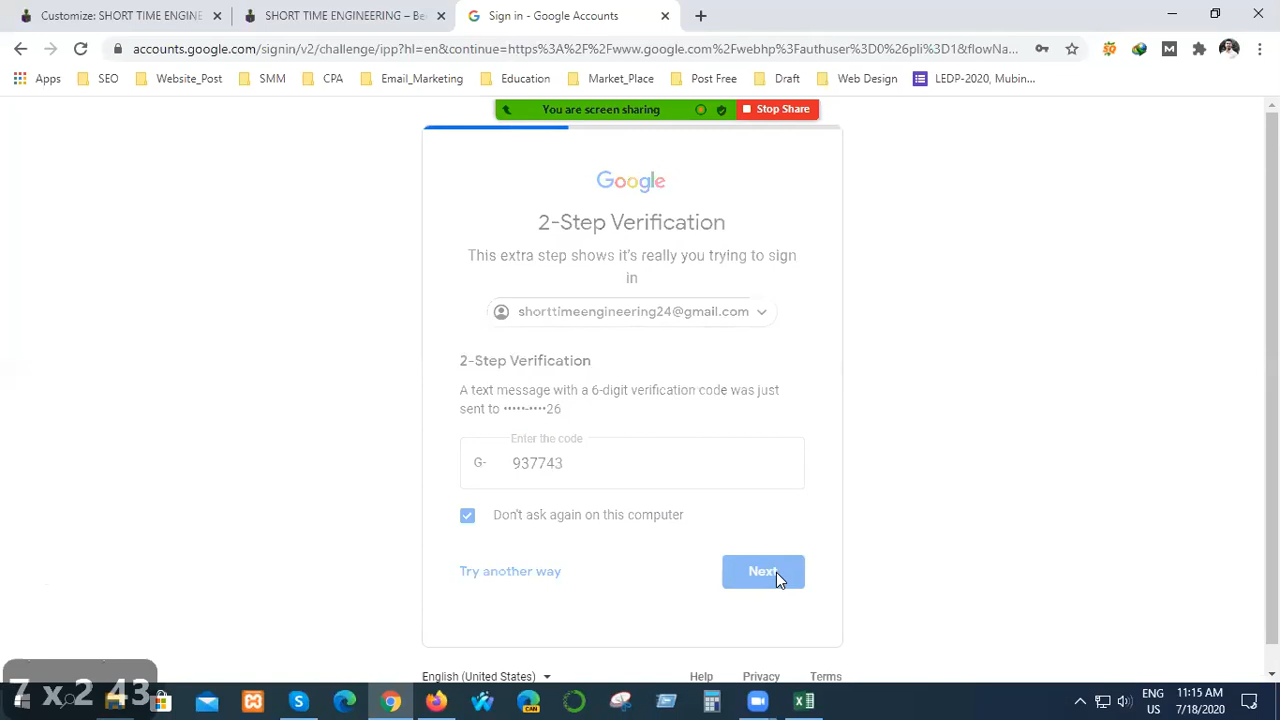 Customize: SHORT TIME ENGINE
SHORT TIME ENGINEERING – Be
Sign in - Google Accounts
accounts.google.com/signin/v2/challenge/ipp?hl=en&continue=https%3A%2F%2Fwww.google.com%2Fwebhp%3Fauthuser%3D0%26pli%3D1&flowNa...
Apps SEO Website_Post SMM CPA Email_Marketing Education Market_Place Post Free Draft Web Design LEDP-2020, Mubin...
You are screen sharing Stop Share
Google
2-Step Verification
This extra step shows it's really you trying to sign
in
shorttimeengineering24@gmail.com
2-Step Verification
A text message with a 6-digit verification code was just
sent to •••••-••••26
Enter the code
G- 937743
Don't ask again on this computer
Try another way Next
English (United States) Help Privacy Terms
7 x2 43
CAN
ENG 11:15 AM
US 7/18/2020